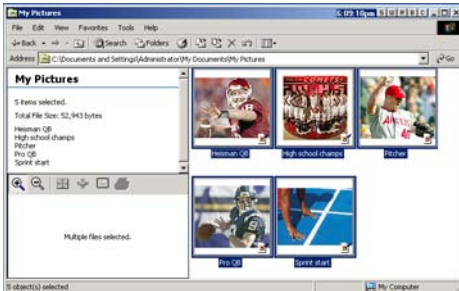 My Pictures
6:09:10pm
File Edit View Favorites Tools Help
Back Search Folders
Address C:\Documents and Settings\Administrator\My Documents\My Pictures Go
My Pictures
5 items selected.
Total File Size: 52,943 bytes
Heisman QB
High school champs
Pitcher
Pro QB
Sprint start
Multiple files selected.
Heisman QB High school champs Pitcher
Pro QB Sprint start
5 object(s) selected My Computer